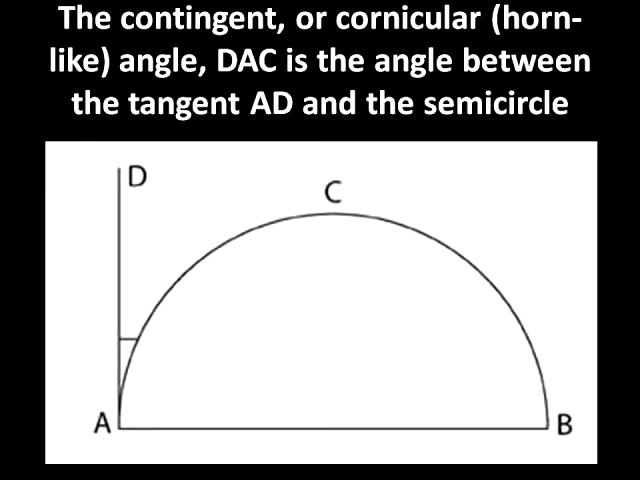 The contingent, or cornicular (horn-
like) angle, DAC is the angle between
the tangent AD and the semicircle
D
C
A
B